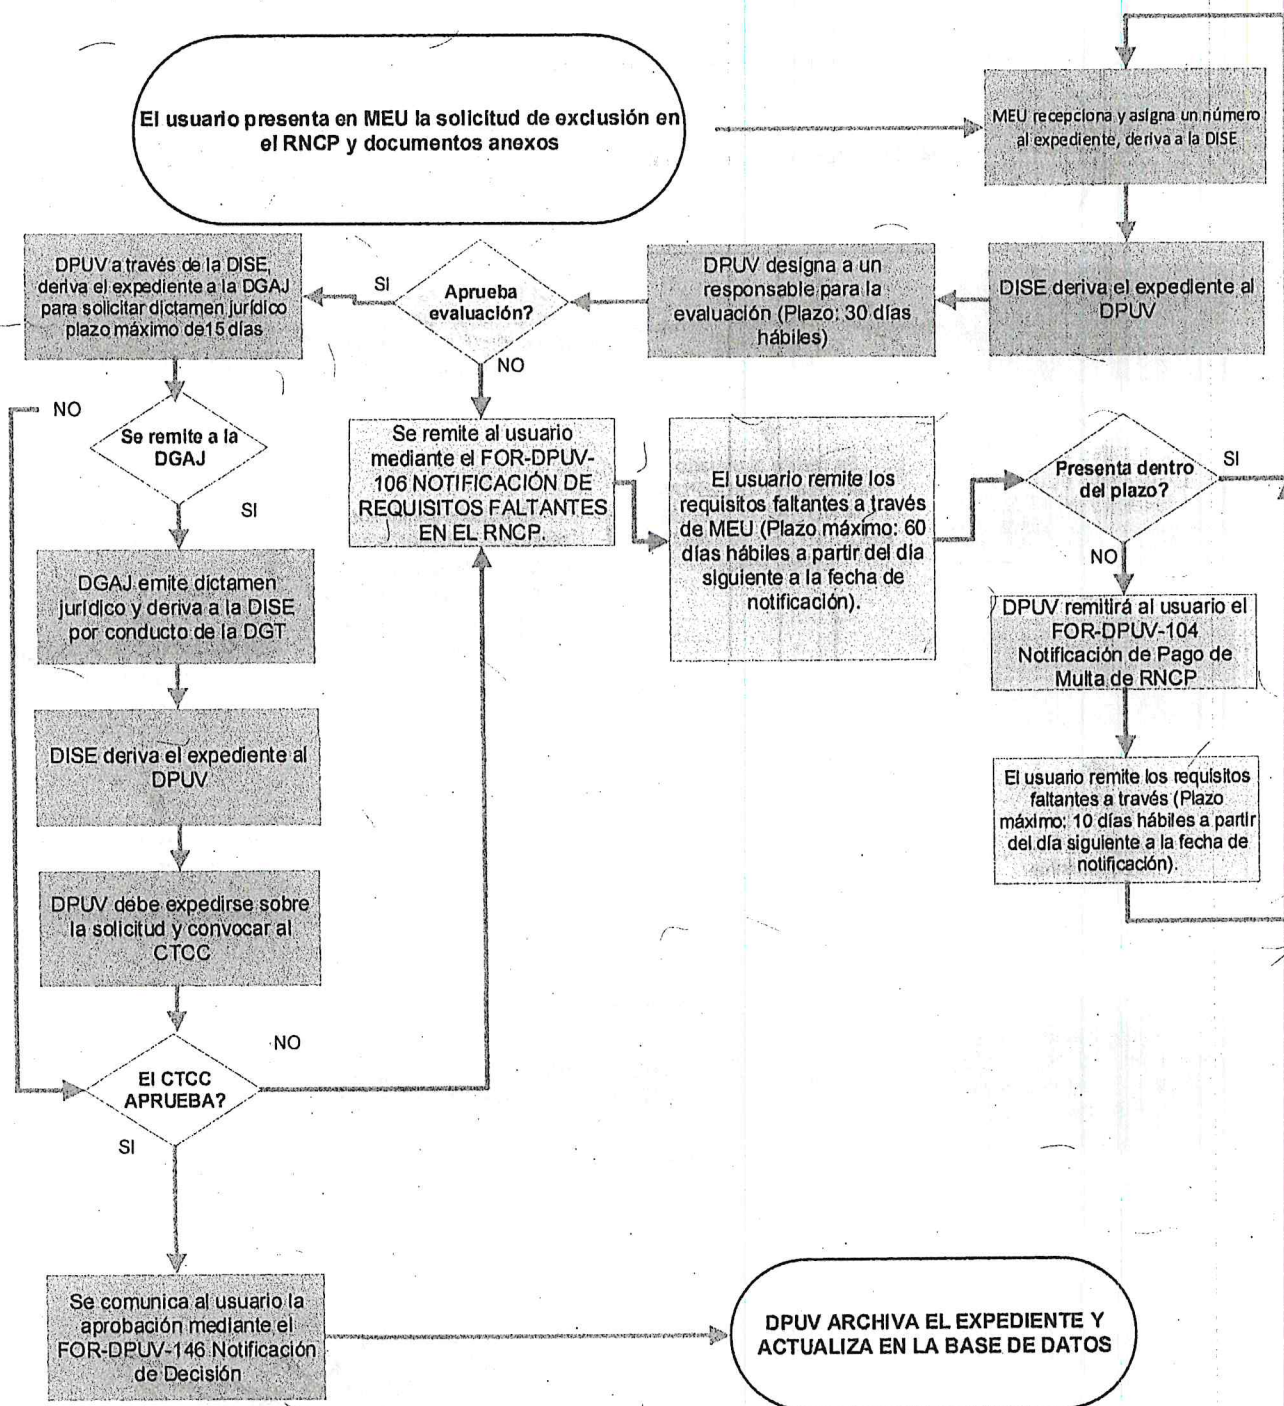 El usuario presenta en MEU la solicitud de exclusión en
el RNCP y documentos anexos
MEU recepciona y asigna un número
al expediente, deriva a la DISE
DISE deriva el expediente al
DPUV
DPUV designa a un
responsable para la
evaluación (Plazo: 30 días
hábiles)
Aprueba
evaluación?
SI
NO
DPUV a través de la DISE,
deriva el expediente a la DGAJ
para solicitar dictamen jurídico
plazo máximo de15 días
Se remite a la
DGAJ
NO
SI
DGAJ emite dictamen
jurídico y deriva a la DISE
por conducto de la DGT
DISE deriva el expediente al
DPUV
DPUV debe expedirse sobre
la solicitud y convocar al
CTCC
El CTCC
APRUEBA?
NO
SI
Se comunica al usuario la
aprobación mediante el
FOR-DPUV-146 Notificación
de Decisión
DPUV ARCHIVA EL EXPEDIENTE Y
ACTUALIZA EN LA BASE DE DATOS
Se remite al usuario
mediante el FOR-DPUV-
106 NOTIFICACIÓN DE
REQUISITOS FALTANTES
EN EL RNCP.
El usuario remite los
requisitos faltantes a través
de MEU (Plazo máximo: 60
días hábiles a partir del día
siguiente a la fecha de
notificación).
Presenta dentro
del plazo?
SI
NO
DPUV remitirá al usuario el
FOR-DPUV-104
Notificación de Pago de
Multa de RNCP
El usuario remite los requisitos
faltantes a través (Plazo
máximo: 10 días hábiles a partir
del día siguiente a la fecha de
notificación).